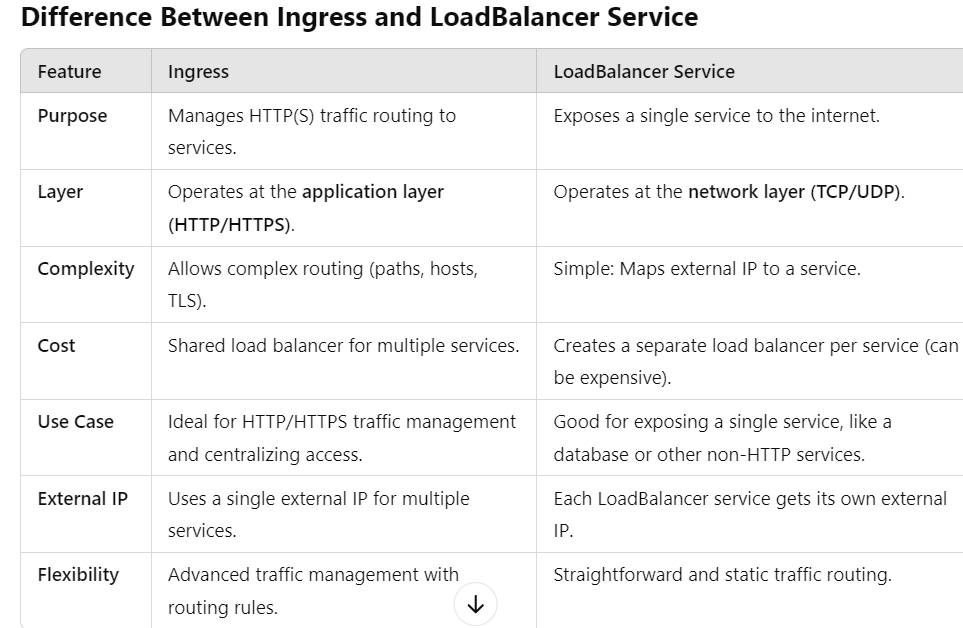 Difference Between Ingress and LoadBalancer Service
Feature Ingress LoadBalancer Service
Purpose Manages HTTP(S) traffic routing to Exposes a single service to the internet.
services.
Layer Operates at the application layer Operates at the network layer (TCP/UDP).
(HTTP/HTTPS).
Complexity Allows complex routing (paths, hosts, Simple: Maps external IP to a service.
TLS).
Cost Shared load balancer for multiple services. Creates a separate load balancer per service (can
be expensive).
Use Case Ideal for HTTP/HTTPS traffic management Good for exposing a single service, like a
and centralizing access. database or other non-HTTP services.
External IP Uses a single external IP for multiple Each LoadBalancer service gets its own external
services. IP.
Flexibility Advanced traffic management with Straightforward and static traffic routing.
routing rules.